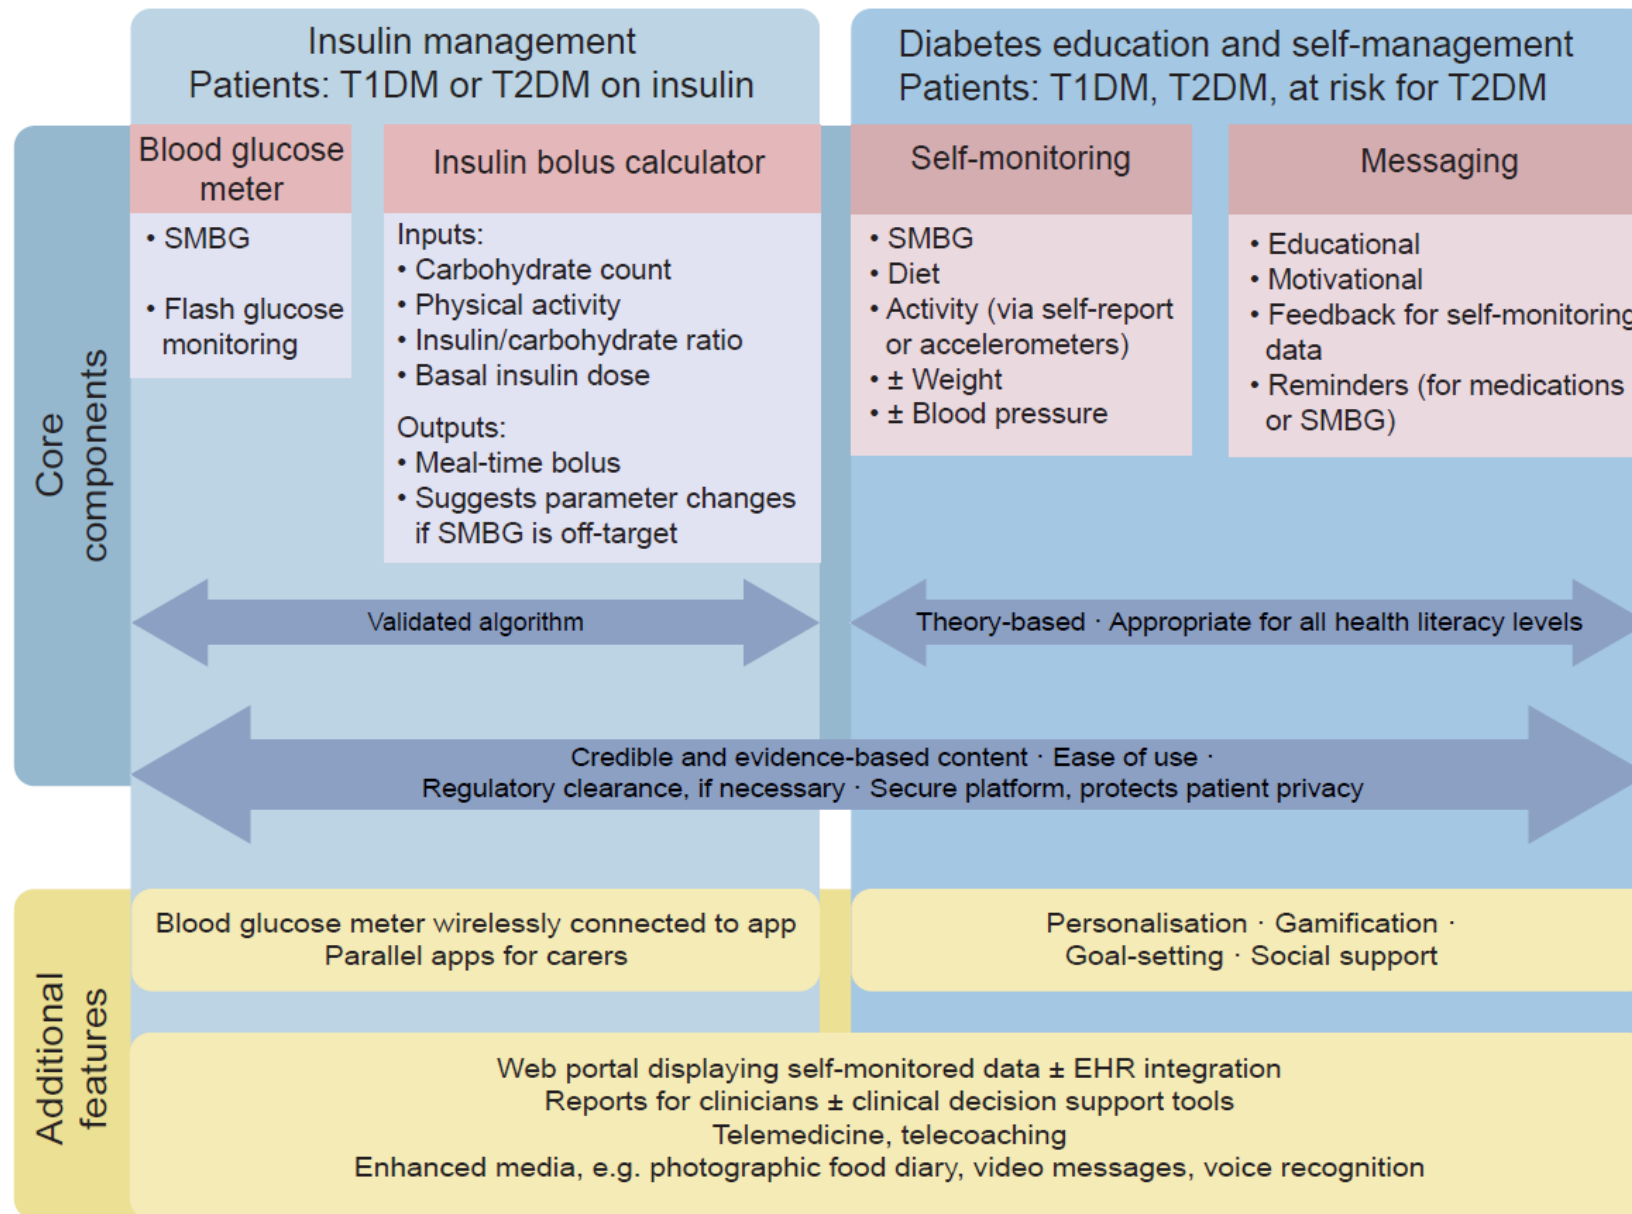 Insulin management
Patients: T1DM or T2DM on insulin
Diabetes education and self-management
Patients: T1DM, T2DM, at risk for T2DM
Core
components
Blood glucose
meter
• SMBG
• Flash glucose
monitoring
Insulin bolus calculator
Inputs:
• Carbohydrate count
• Physical activity
• Insulin/carbohydrate ratio
• Basal insulin dose
Outputs:
• Meal-time bolus
• Suggests parameter changes
if SMBG is off-target
Self-monitoring
• SMBG
• Diet
• Activity (via self-report
or accelerometers)
• ± Weight
• ± Blood pressure
Messaging
• Educational
• Motivational
• Feedback for self-monitoring
data
• Reminders (for medications
or SMBG)
Validated algorithm
Theory-based · Appropriate for all health literacy levels
Credible and evidence-based content · Ease of use ·
Regulatory clearance, if necessary · Secure platform, protects patient privacy
Additional
features
Blood glucose meter wirelessly connected to app
Parallel apps for carers
Personalisation · Gamification ·
Goal-setting · Social support
Web portal displaying self-monitored data ± EHR integration
Reports for clinicians ± clinical decision support tools
Telemedicine, telecoaching
Enhanced media, e.g. photographic food diary, video messages, voice recognition